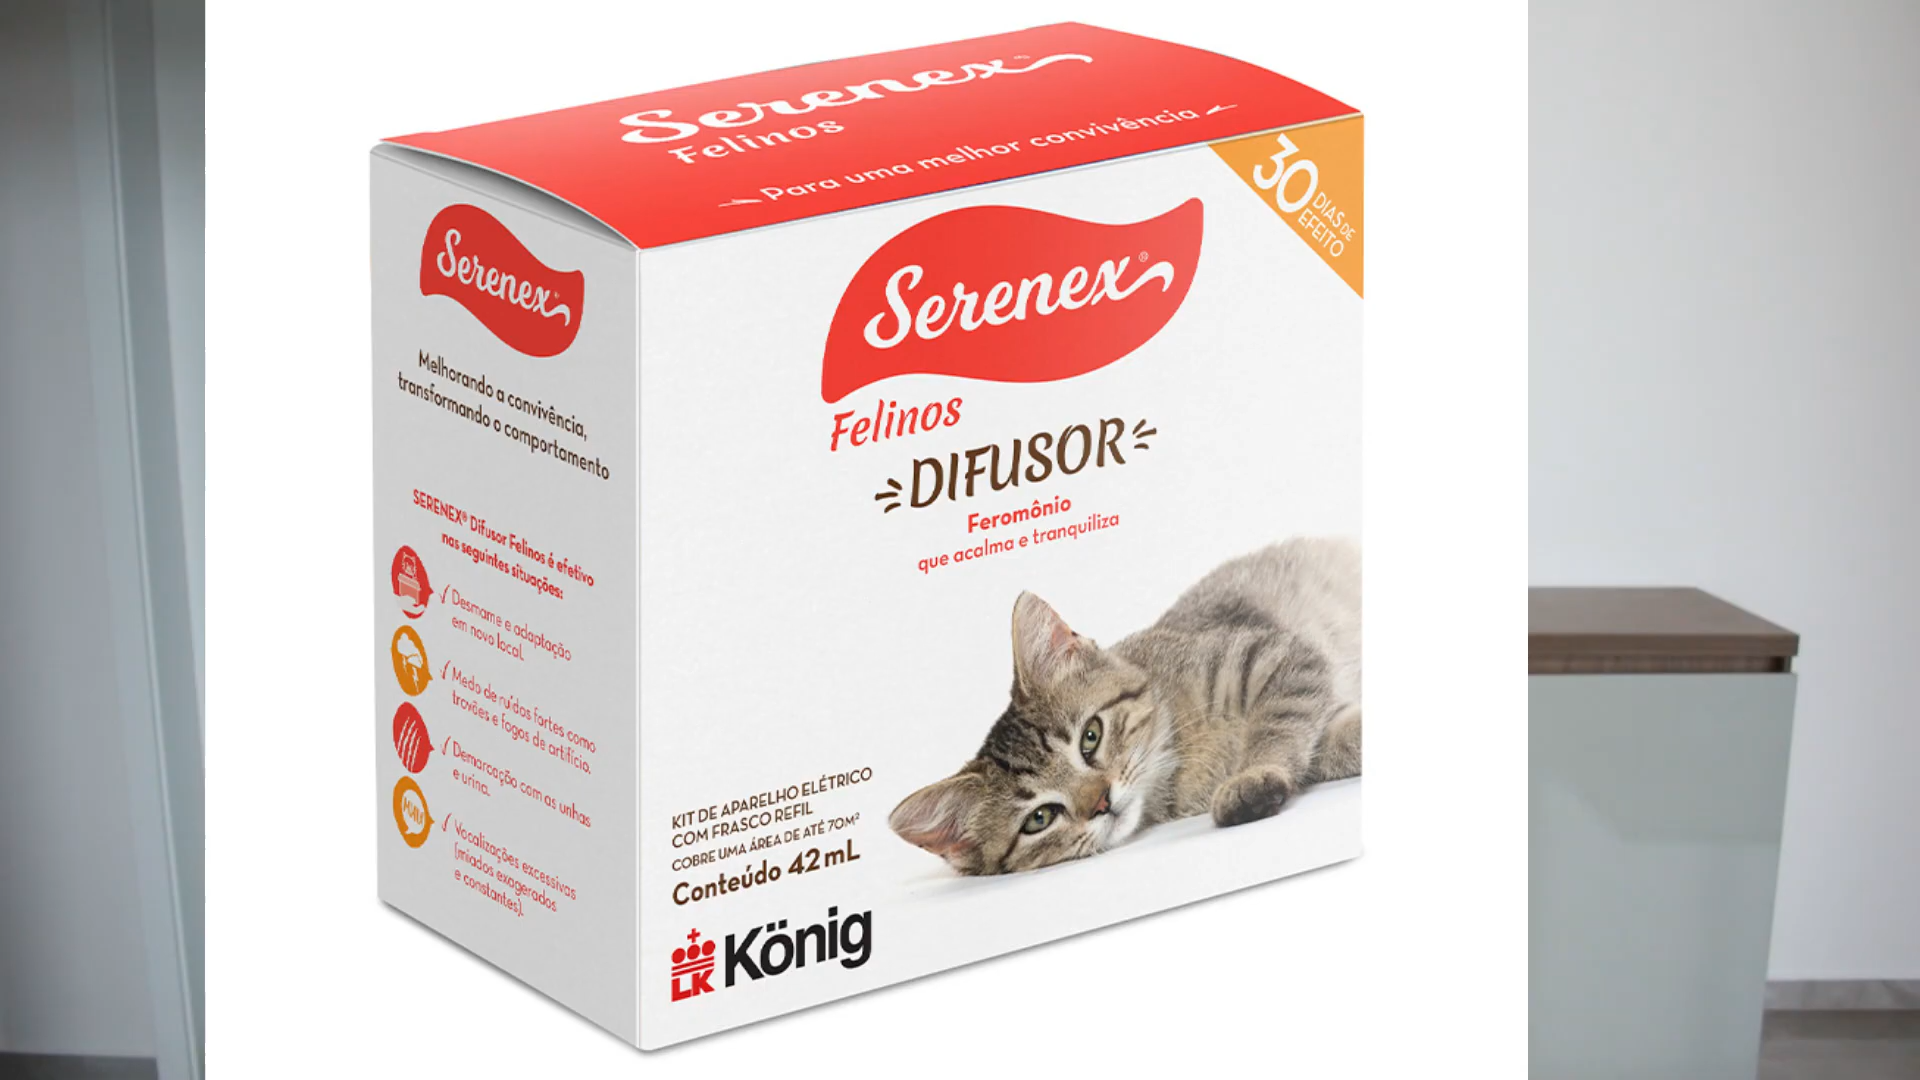 Serenex®
Felinos
Para uma melhor convivência
30
DIAS DE
EFEITO
Serenex®
Melhorando a convivência,
transformando o comportamento
SERENEX® Difusor Felinos é efetivo
nas seguintes situações:
Desmame e adaptação
em novo local.
Medo de ruídos fortes como
trovões e fogos de artifício.
Demarcação com as unhas
e urina.
MIAU
Vocalizações excessivas
(miados exagerados
e constantes).
Serenex®
Felinos
DIFUSOR
Feromônio
que acalma e tranquiliza
KIT DE APARELHO ELÉTRICO
COM FRASCO REFIL
COBRE UMA ÁREA DE ATÉ 70M²
Conteúdo 42 mL
LK König